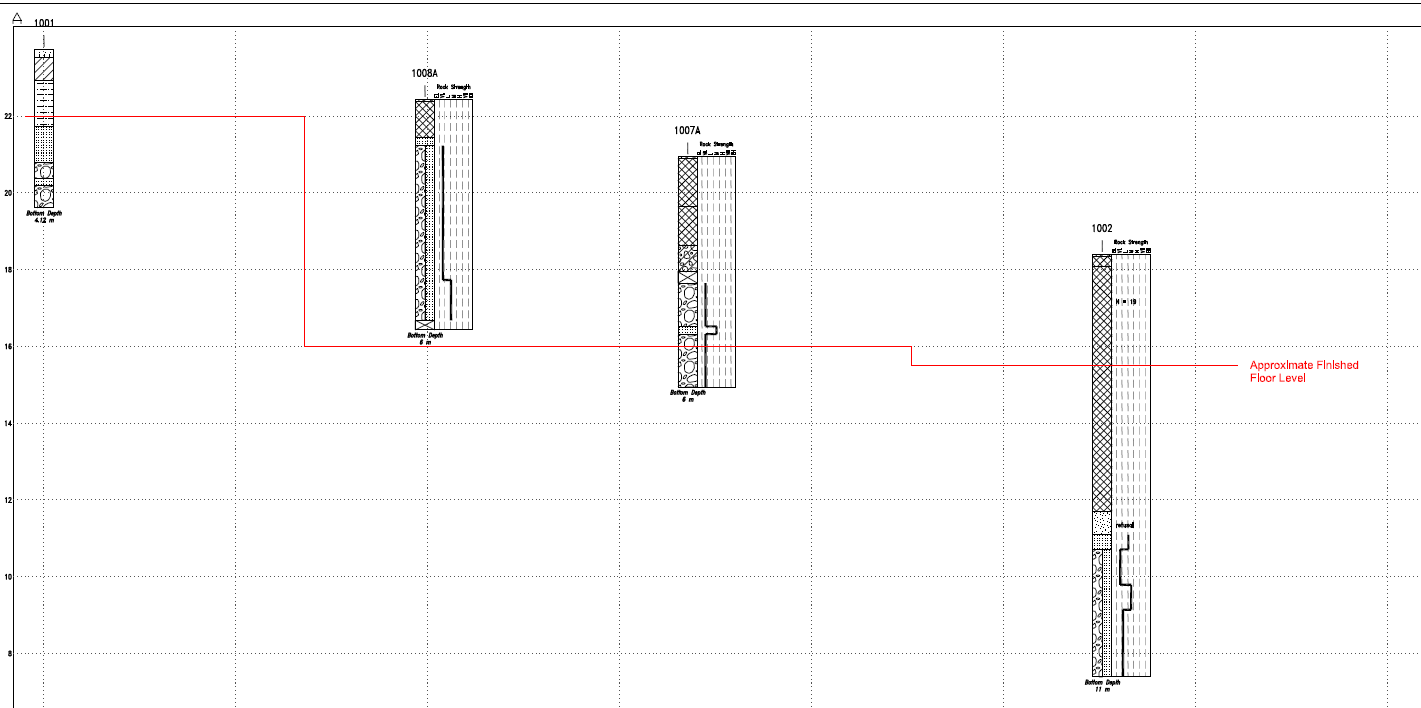 A
1001
1008A
Rock Strength
22
1007A
Rock Strength
20
Bottom Depth
4.12 m
1002
Rock Strength
18
N = 19
Bottom Depth
6 m
16
Approximate Finished
Floor Level
Bottom Depth
6 m
14
12
refusal
10
8
Bottom Depth
11 m